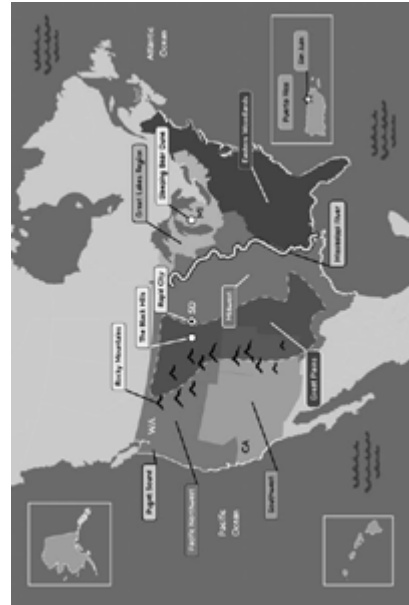 Atlantic
Ocean
Puerto Rico
San Juan
Great Lakes Region
Sleeping Bear Dune
MI
Eastern Woodlands
Mississippi River
Rapid City
The Black Hills
SD
Midwest
Rocky Mountains
Great Plains
WA
CA
Puget Sound
Pacific Northwest
Pacific
Ocean
Southwest